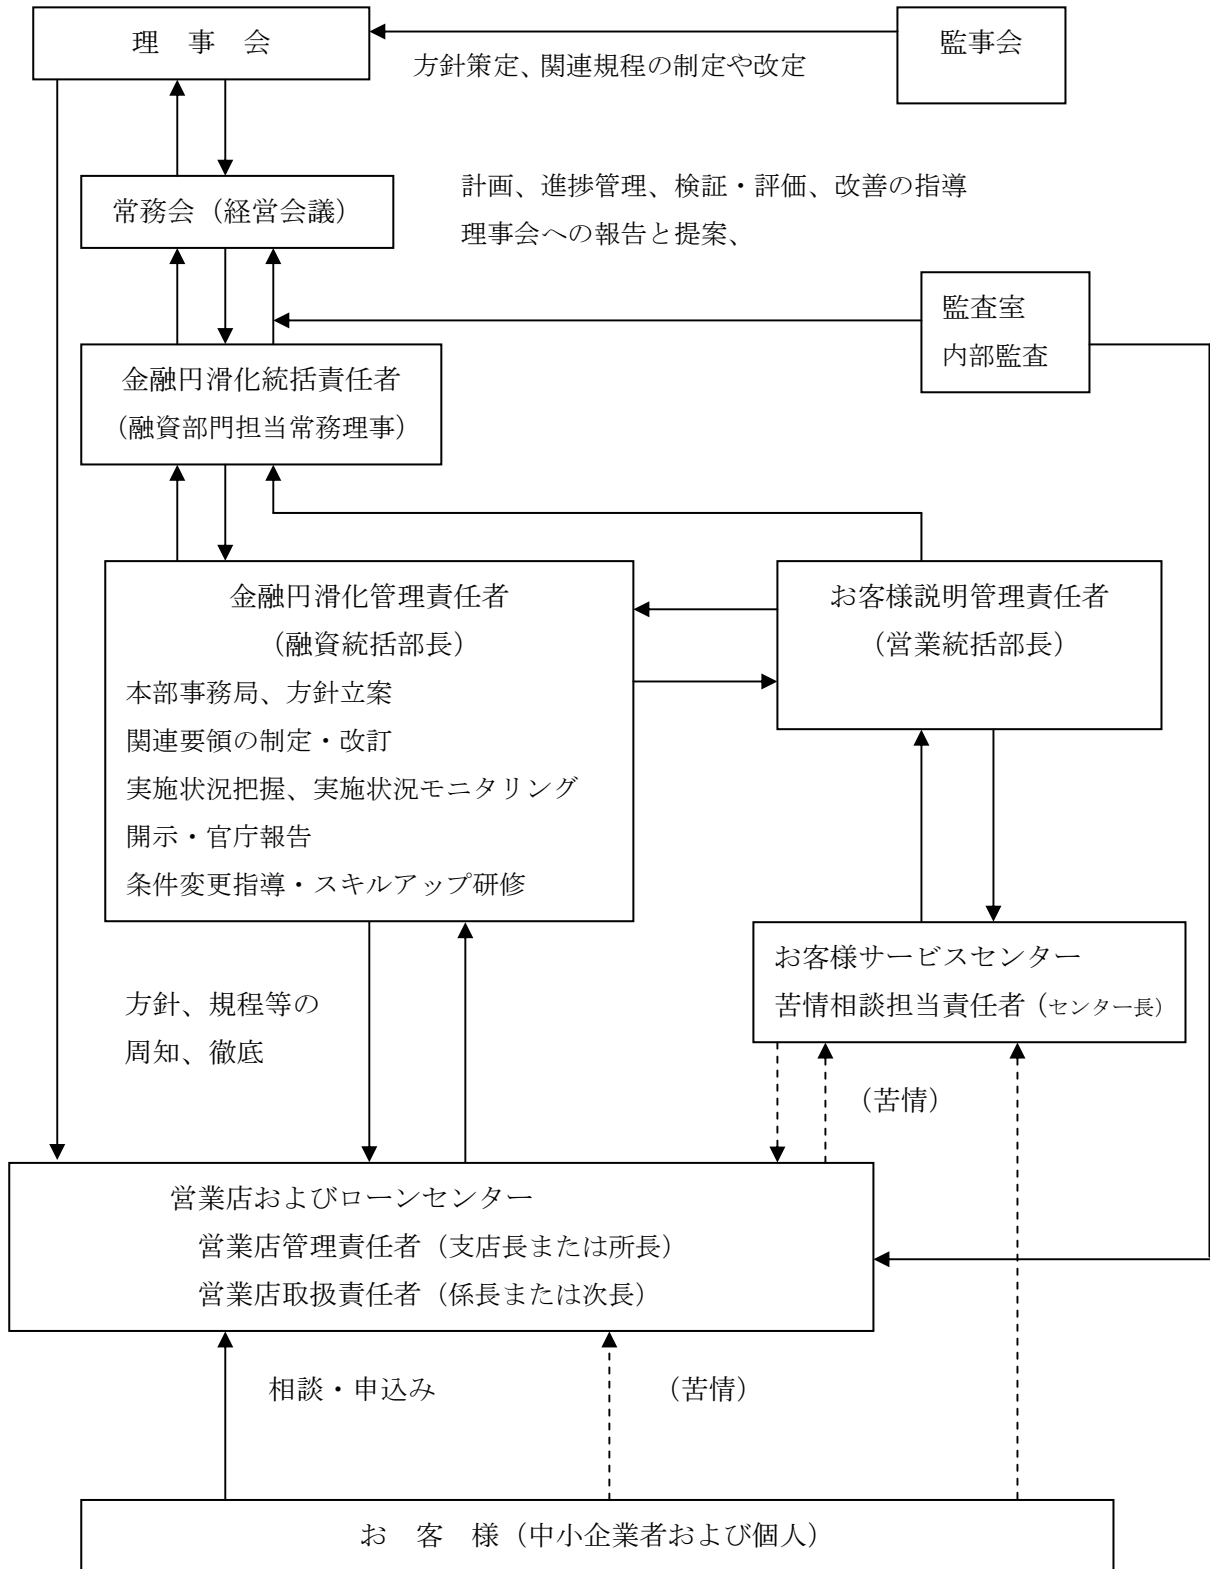 理　事　会
監事会
方針策定、関連規程の制定や改定
計画、進捗管理、検証・評価、改善の指導
常務会（経営会議）
理事会への報告と提案、
監査室
内部監査
金融円滑化統括責任者
（融資部門担当常務理事）
金融円滑化管理責任者
（融資統括部長）
本部事務局、方針立案
関連要領の制定・改訂
実施状況把握、実施状況モニタリング
開示・官庁報告
条件変更指導・スキルアップ研修
お客様説明管理責任者
（営業統括部長）
お客様サービスセンター
苦情相談担当責任者（センター長）
方針、規程等の
周知、徹底
（苦情）
営業店およびローンセンター
営業店管理責任者（支店長または所長）
営業店取扱責任者（係長または次長）
相談・申込み
（苦情）
お　客　様（中小企業者および個人）